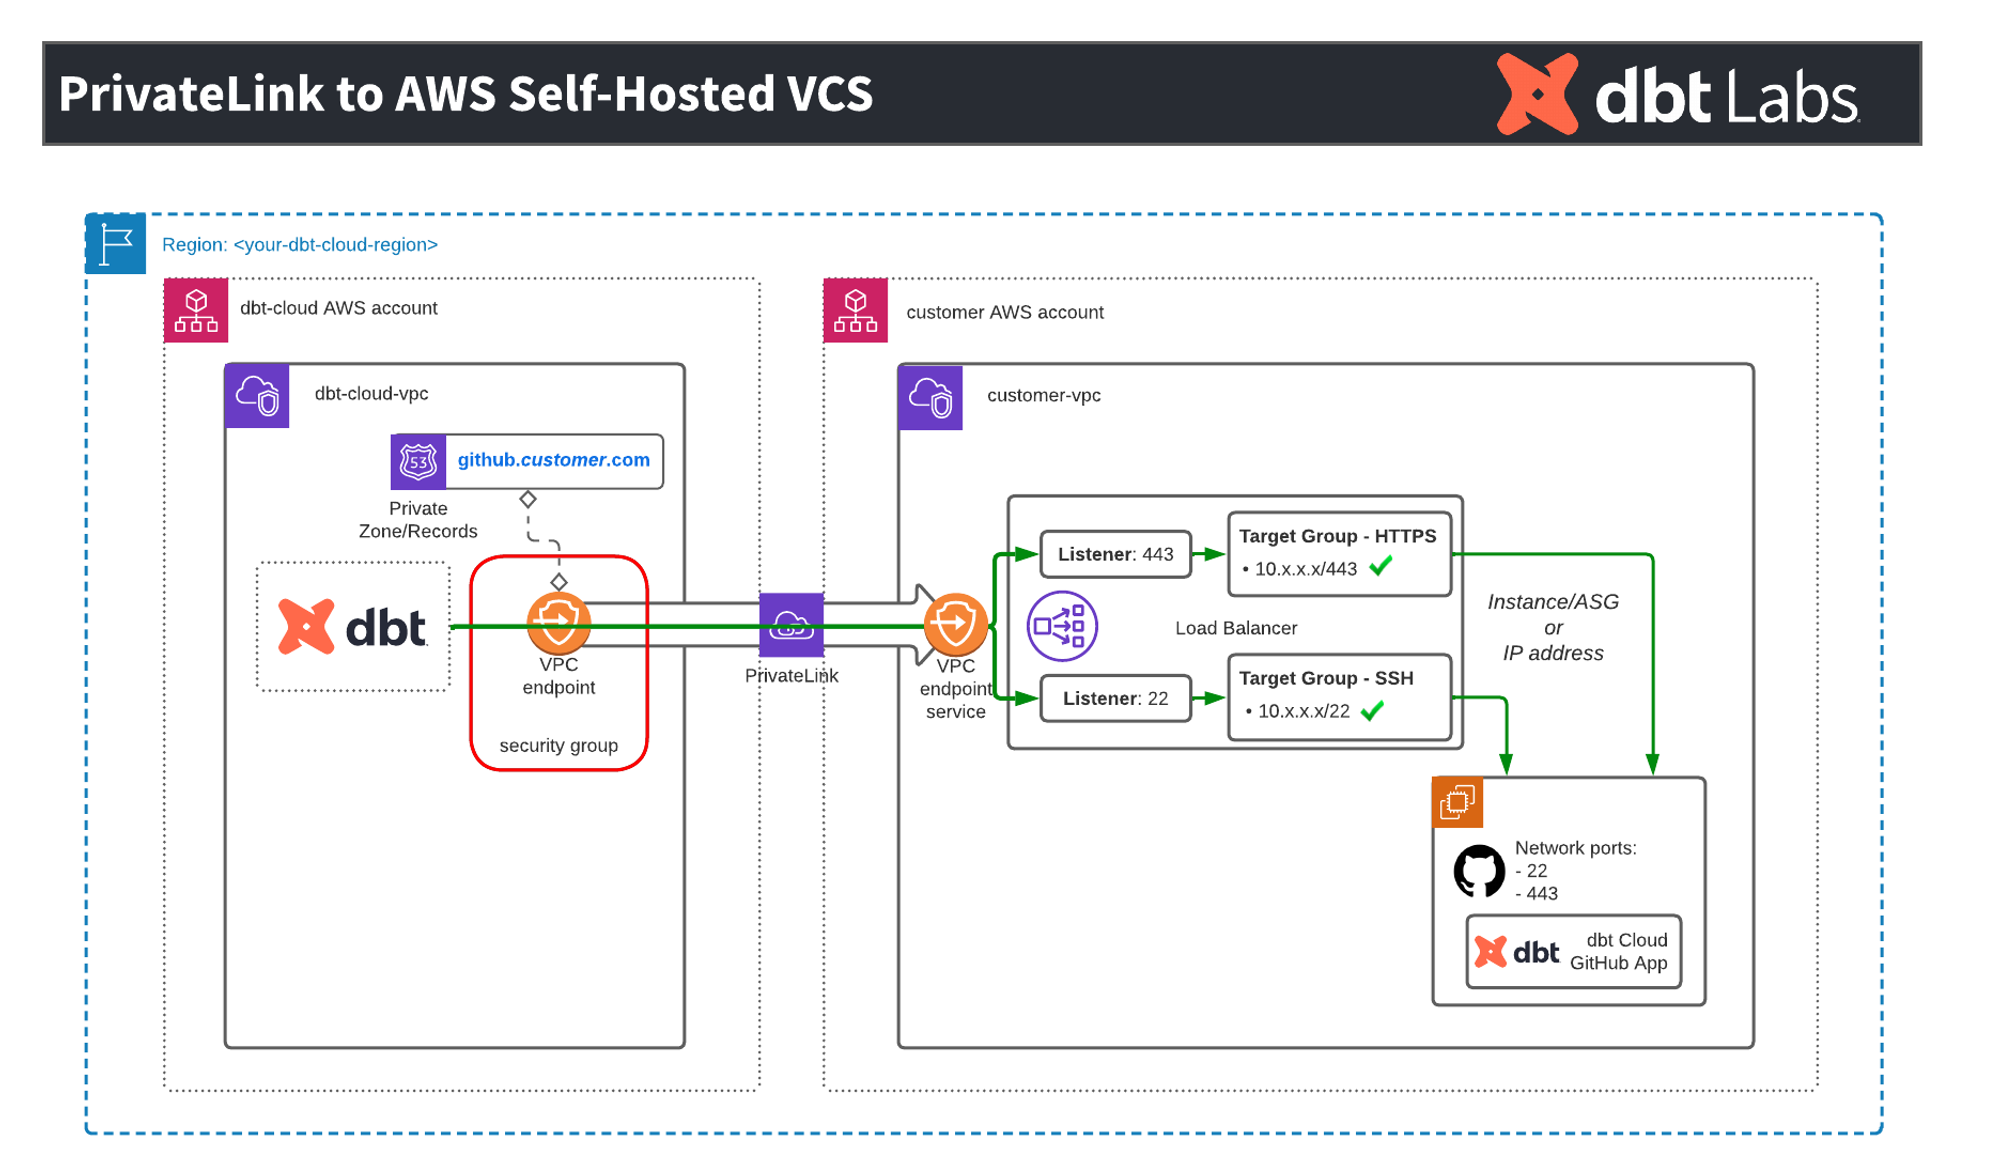 PrivateLink to AWS Self-Hosted VCS
dbt Labs
Region: <your-dbt-cloud-region>
dbt-cloud AWS account
customer AWS account
dbt-cloud-vpc
customer-vpc
53
github.customer.com
Private
Zone/Records
dbt
VPC
endpoint
security group
PrivateLink
VPC
endpoint
service
Listener: 443
Target Group - HTTPS
• 10.x.x.x/443
Load Balancer
Listener: 22
Target Group - SSH
• 10.x.x.x/22
Instance/ASG
or
IP address
Network ports:
- 22
- 443
dbt
dbt Cloud
GitHub App